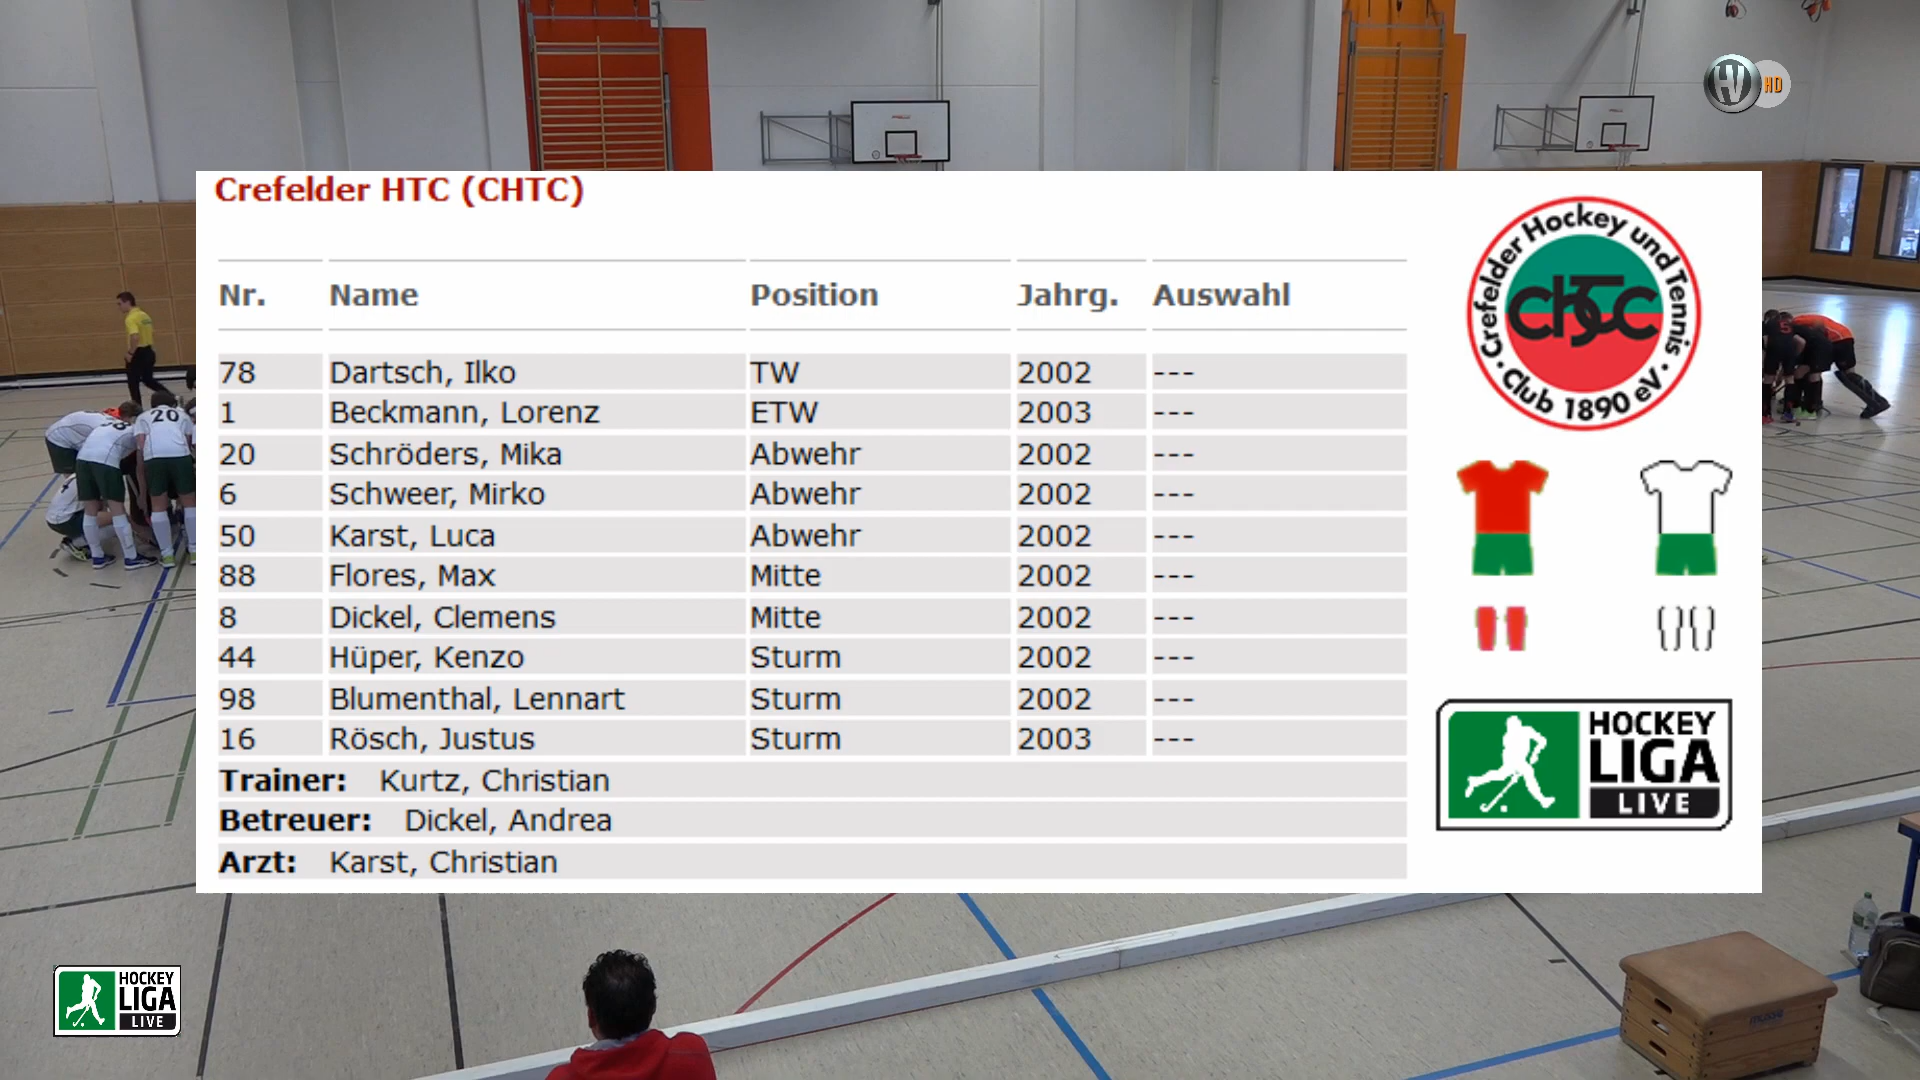 HV HD
Crefelder HTC (CHTC)
Nr. Name Position Jahrg. Auswahl
78 Dartsch, Ilko TW 2002 ---
1 Beckmann, Lorenz ETW 2003 ---
20 Schröders, Mika Abwehr 2002 ---
6 Schweer, Mirko Abwehr 2002 ---
50 Karst, Luca Abwehr 2002 ---
88 Flores, Max Mitte 2002 ---
8 Dickel, Clemens Mitte 2002 ---
44 Hüper, Kenzo Sturm 2002 ---
98 Blumenthal, Lennart Sturm 2002 ---
16 Rösch, Justus Sturm 2003 ---
Trainer: Kurtz, Christian
Betreuer: Dickel, Andrea
Arzt: Karst, Christian
Crefelder Hockey und Tennis
· Club 1890 eV ·
chtc
HOCKEY
LIGA
LIVE
20
HOCKEY
LIGA
LIVE